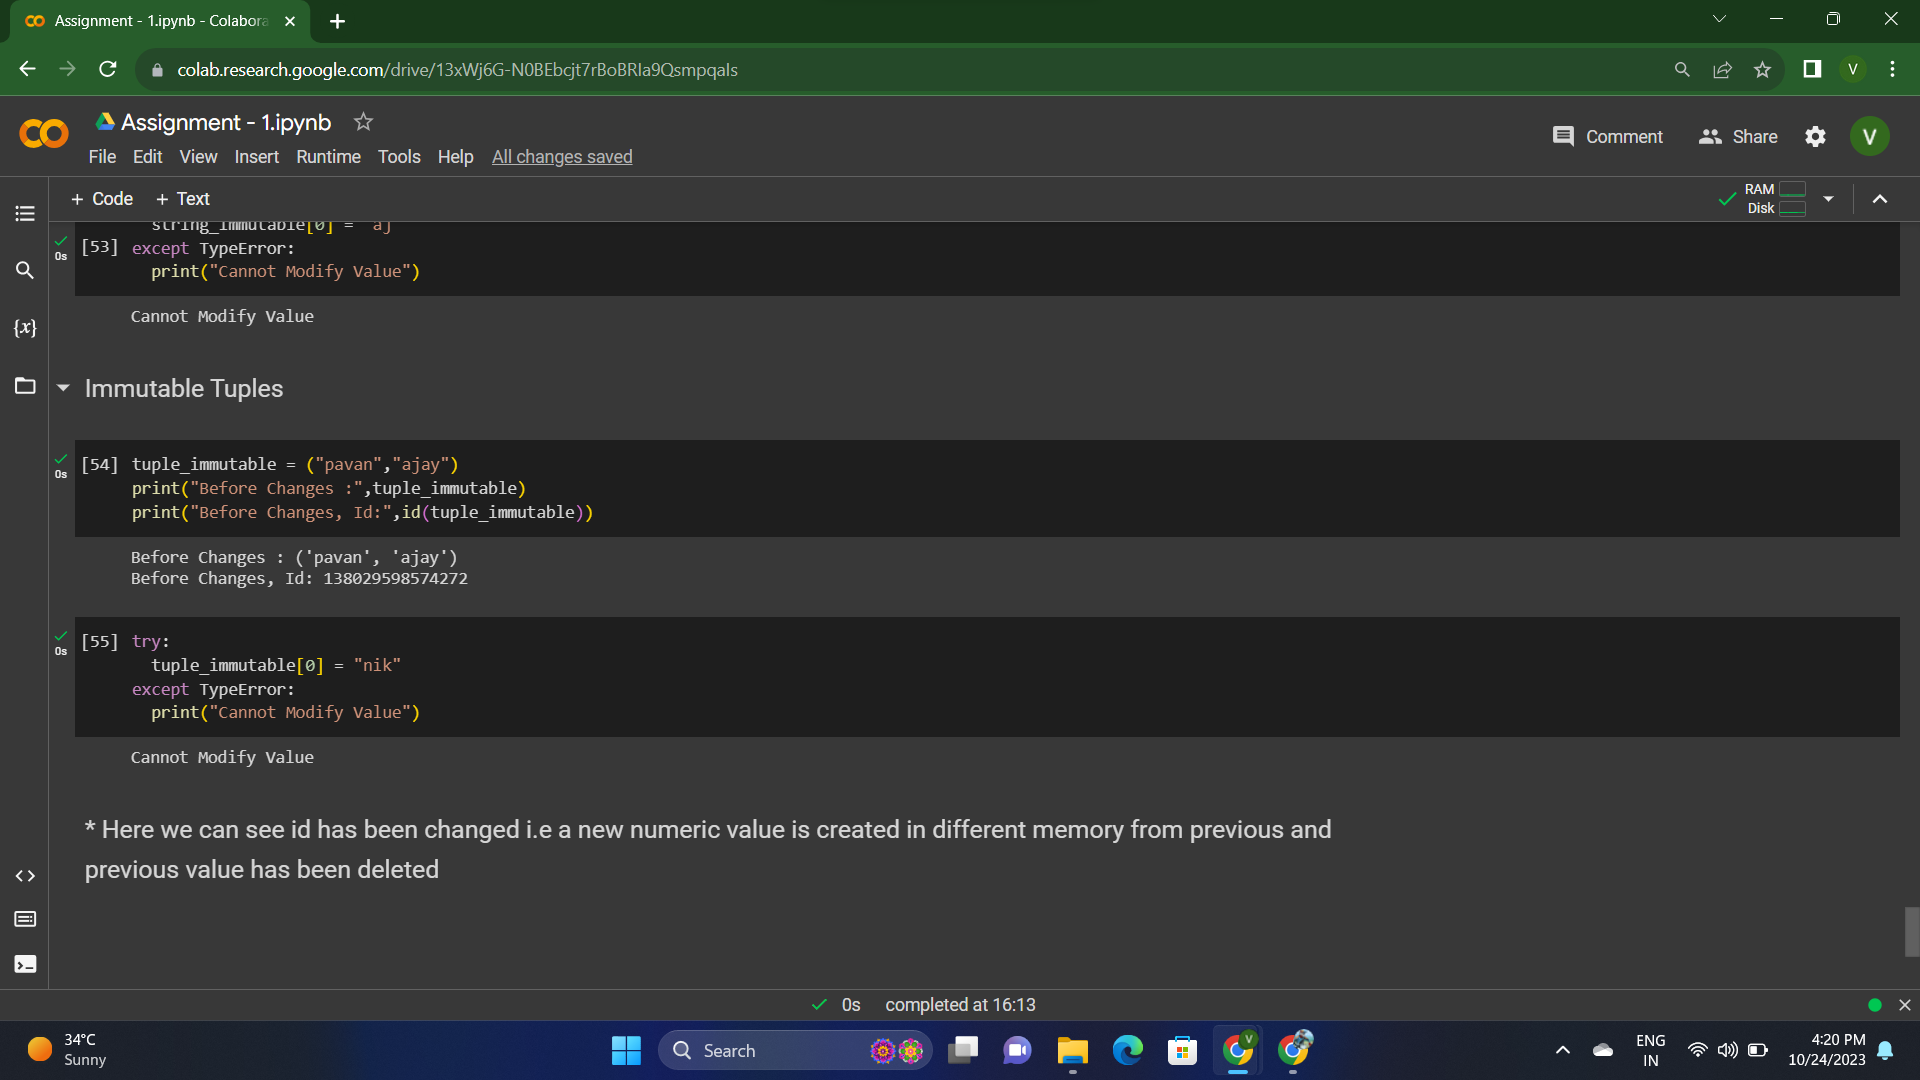 Assignment - 1.ipynb - Colabora
colab.research.google.com/drive/13xWj6G-N0BEbcjt7rBoBRIa9Qsmpqals
V
Assignment - 1.ipynb
Comment
Share
V
File Edit View Insert Runtime Tools Help All changes saved
+ Code + Text
RAM
Disk
string_immutable[0] = "aj"
0s
[53] except TypeError:
print("Cannot Modify Value")
Cannot Modify Value
{x}
Immutable Tuples
0s
[54] tuple_immutable = ("pavan","ajay")
print("Before Changes :",tuple_immutable)
print("Before Changes, Id:",id(tuple_immutable))
Before Changes : ('pavan', 'ajay')
Before Changes, Id: 138029598574272
0s
[55] try:
tuple_immutable[0] = "nik"
except TypeError:
print("Cannot Modify Value")
Cannot Modify Value
* Here we can see id has been changed i.e a new numeric value is created in different memory from previous and
previous value has been deleted
0s completed at 16:13
34°C
Sunny
Search
V
ENG
IN
4:20 PM
10/24/2023